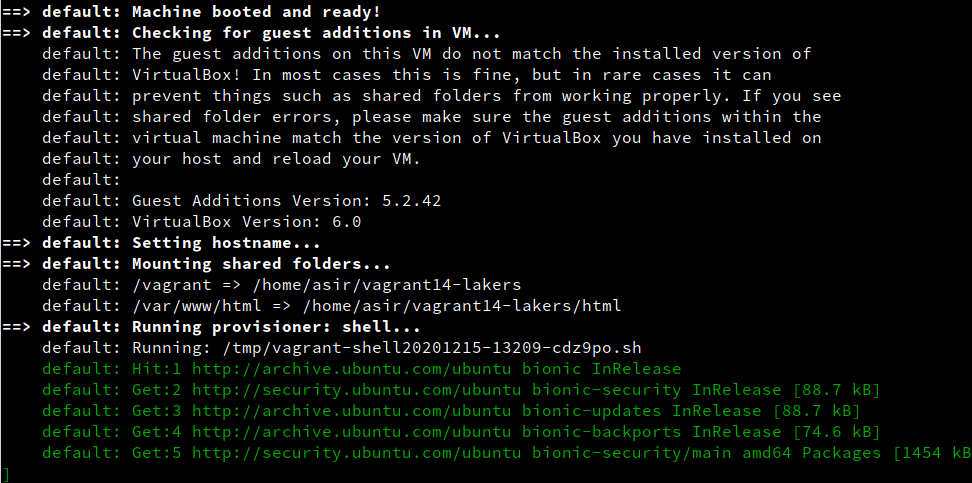 ==> default: Machine booted and ready!
==> default: Checking for guest additions in VM...
    default: The guest additions on this VM do not match the installed version of
    default: VirtualBox! In most cases this is fine, but in rare cases it can
    default: prevent things such as shared folders from working properly. If you see
    default: shared folder errors, please make sure the guest additions within the
    default: virtual machine match the version of VirtualBox you have installed on
    default: your host and reload your VM.
    default:
    default: Guest Additions Version: 5.2.42
    default: VirtualBox Version: 6.0
==> default: Setting hostname...
==> default: Mounting shared folders...
    default: /vagrant => /home/asir/vagrant14-lakers
    default: /var/www/html => /home/asir/vagrant14-lakers/html
==> default: Running provisioner: shell...
    default: Running: /tmp/vagrant-shell20201215-13209-cdz9po.sh
    default: Hit:1 http://archive.ubuntu.com/ubuntu bionic InRelease
    default: Get:2 http://security.ubuntu.com/ubuntu bionic-security InRelease [88.7 kB]
    default: Get:3 http://archive.ubuntu.com/ubuntu bionic-updates InRelease [88.7 kB]
    default: Get:4 http://archive.ubuntu.com/ubuntu bionic-backports InRelease [74.6 kB]
    default: Get:5 http://security.ubuntu.com/ubuntu bionic-security/main amd64 Packages [1454 kB
]